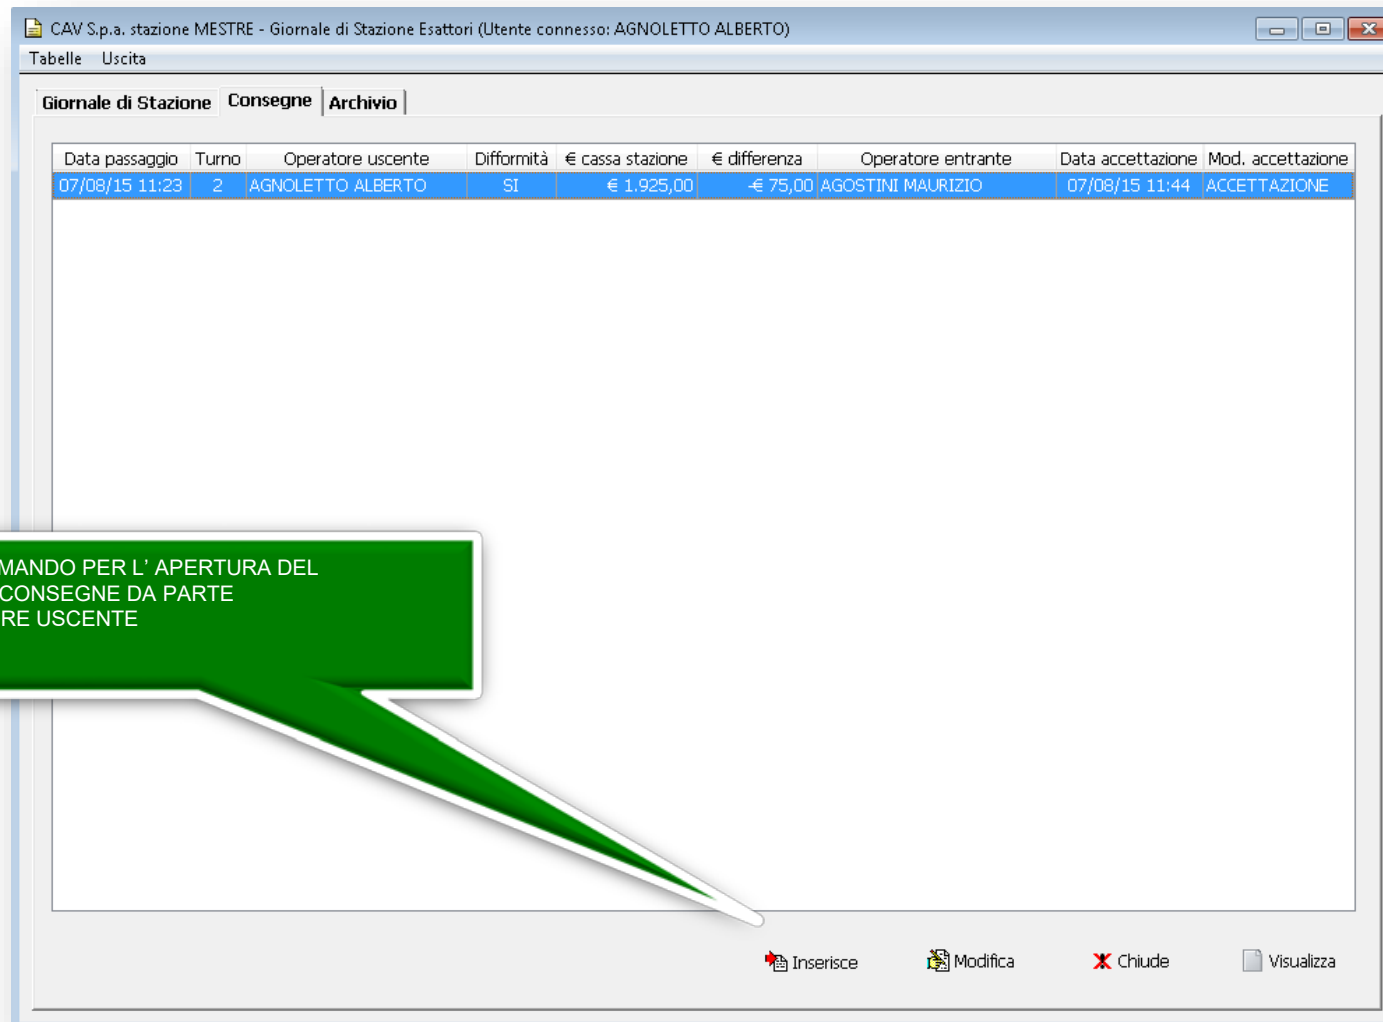 CAV S.p.a. stazione MESTRE - Giornale di Stazione Esattori (Utente connesso: AGNOLETTO ALBERTO)
Tabelle Uscita
Giornale di Stazione Consegne Archivio
Data passaggio Turno Operatore uscente Difformità € cassa stazione € differenza Operatore entrante Data accettazione Mod. accettazione
07/08/15 11:23 2 AGNOLETTO ALBERTO SI € 1.925,00 -€ 75,00 AGOSTINI MAURIZIO 07/08/15 11:44 ACCETTAZIONE
MANDO PER L' APERTURA DEL
CONSEGNE DA PARTE
RE USCENTE
Inserisce Modifica Chiude Visualizza